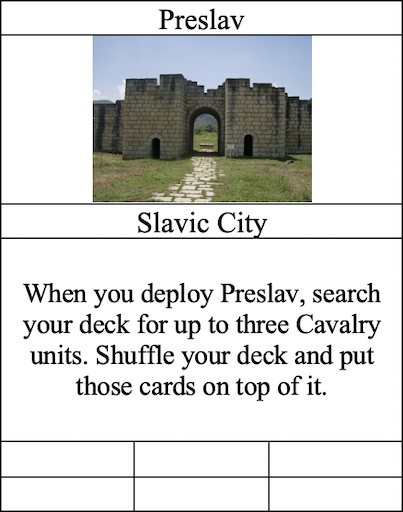 Preslav
Slavic City
When you deploy Preslav, search
your deck for up to three Cavalry
units. Shuffle your deck and put
those cards on top of it.